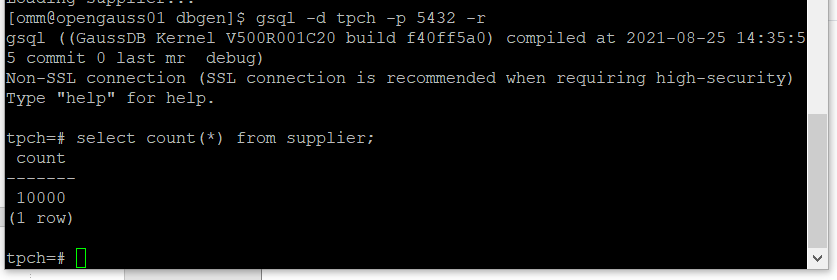 Loading supplier...
[omm@opengauss01 dbgen]$ gsql -d tpch -p 5432 -r
gsql ((GaussDB Kernel V500R001C20 build f40ff5a0) compiled at 2021-08-25 14:35:5
5 commit 0 last mr  debug)
Non-SSL connection (SSL connection is recommended when requiring high-security)
Type "help" for help.
tpch=# select count(*) from supplier;
count
-------
10000
(1 row)
tpch=#